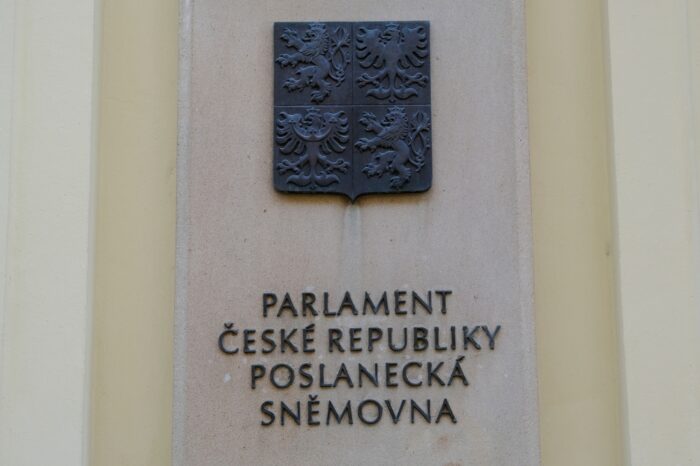 PARLAMENT
ČESKÉ REPUBLIKY
POSLANECKÁ
SNĚMOVNA